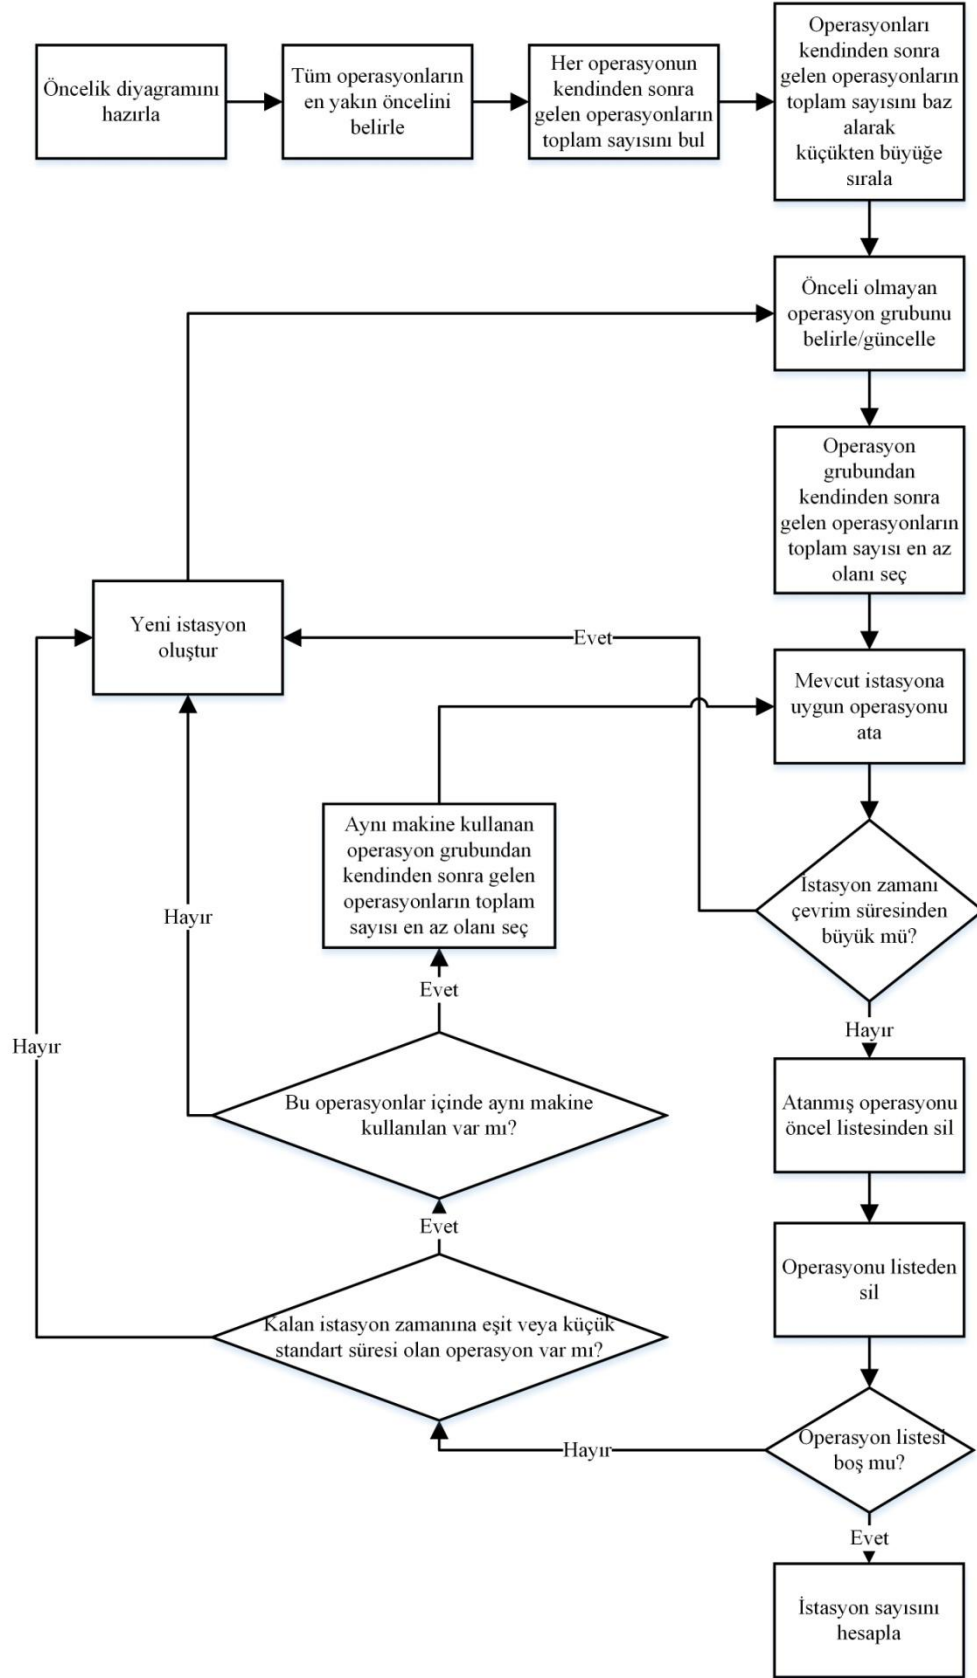 Öncelik diyagramını
hazırla
Tüm operasyonların
en yakın öncelini
belirle
Her operasyonun
kendinden sonra
gelen operasyonların
toplam sayısını bul
Operasyonları
kendinden sonra
gelen operasyonların
toplam sayısını baz
alarak
küçükten büyüğe
sırala
Önceli olmayan
operasyon grubunu
belirle/güncelle
Operasyon
grubundan
kendinden sonra
gelen operasyonların
toplam sayısı en az
olanı seç
Yeni istasyon
oluştur
Evet
Mevcut istasyona
uygun operasyonu
ata
Aynı makine kullanan
operasyon grubundan
kendinden sonra gelen
operasyonların toplam
sayısı en az olanı seç
İstasyon zamanı
çevrim süresinden
büyük mü?
Hayır
Evet
Hayır
Hayır
Bu operasyonlar içinde aynı makine
kullanılan var mı?
Atanmış operasyonu
öncel listesinden sil
Evet
Operasyonu listeden
sil
Kalan istasyon zamanına eşit veya küçük
standart süresi olan operasyon var mı?
Hayır
Operasyon listesi
boş mu?
Evet
İstasyon sayısını
hesapla